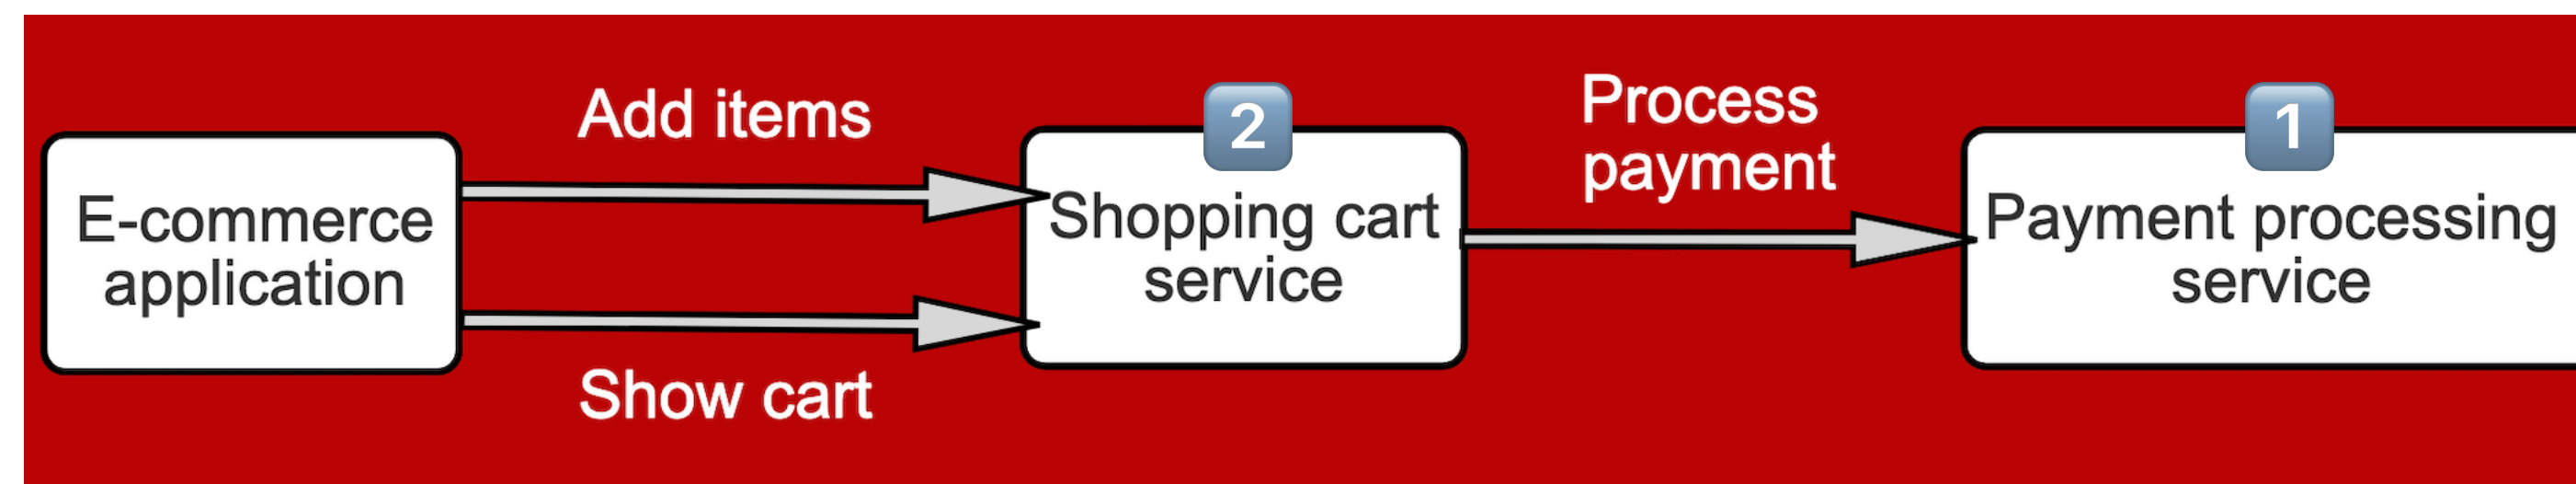 Add items
E-commerce
application
Show cart
2
Shopping cart
service
Process
payment
1
Payment processing
service